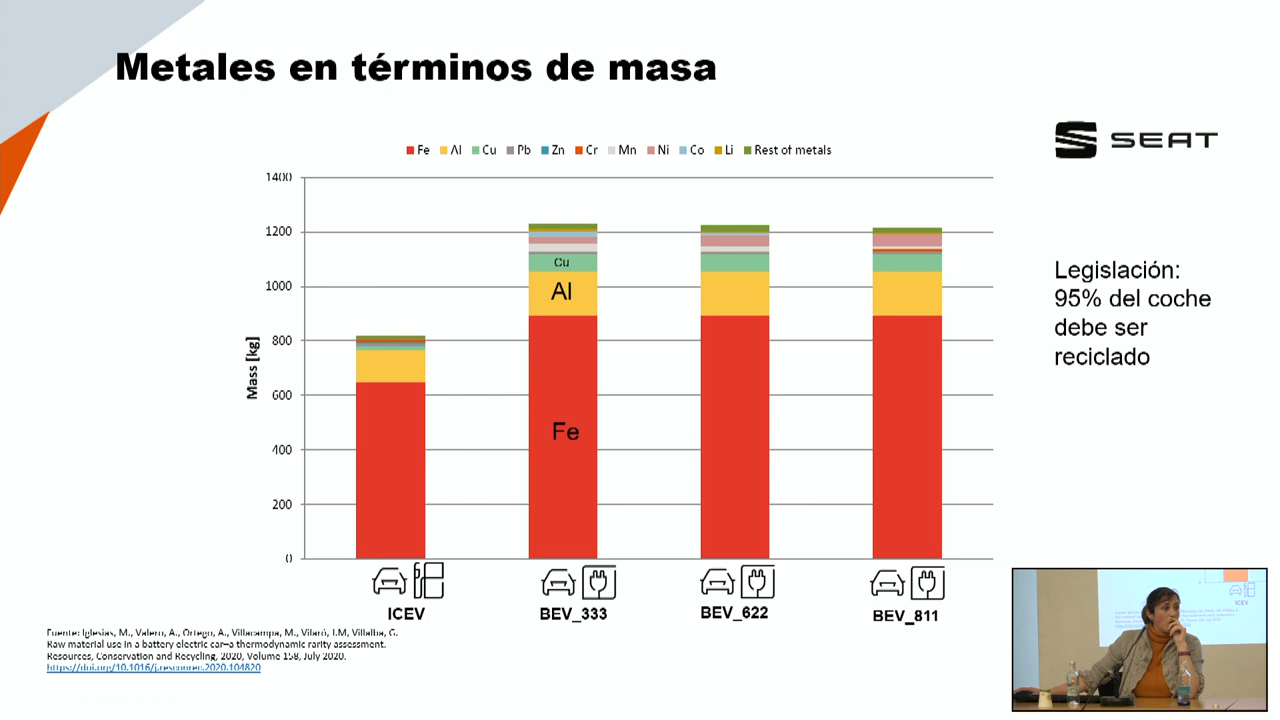 Metales en términos de masa
Fe Al Cu Pb Zn Cr Mn Ni Co Li Rest of metals
SEAT
1400
1200
1000
800
600
400
200
0
Mass [kg]
Cu
Al
Fe
Legislación:
95% del coche
debe ser
reciclado
ICEV
BEV_333
BEV_622
BEV_811
Fuente: Iglesias, M., Valero, A., Ortego, A., Villacampa, M., Vilaró, J.M, Villalba, G.
Raw material use in a battery electric car–a thermodynamic rarity assessment.
Resources, Conservation and Recycling, 2020, Volume 158, July 2020.
https://doi.org/10.1016/j.resconrec.2020.104820
ICEV